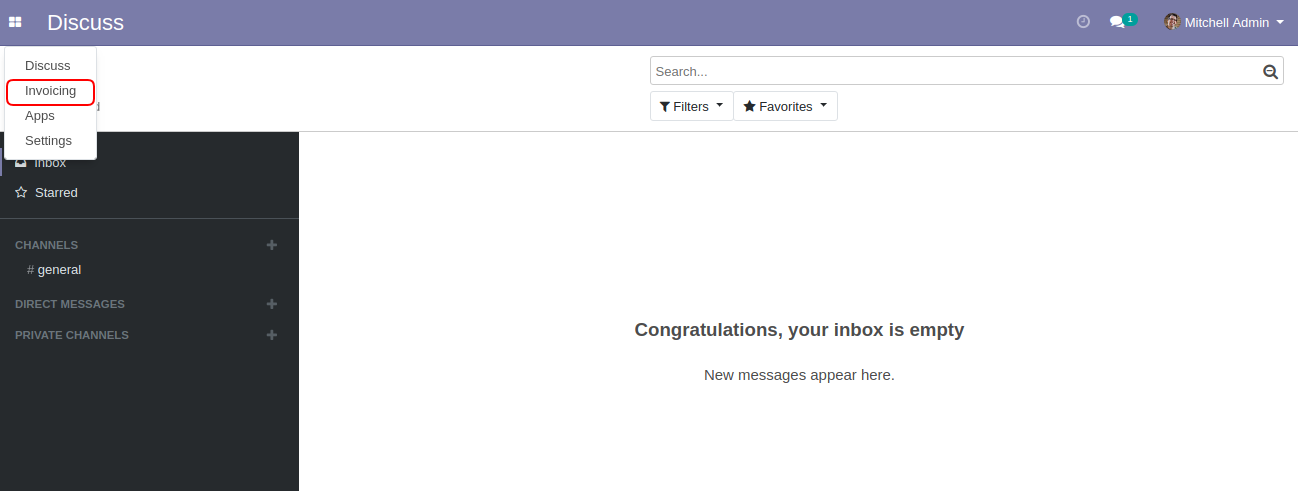 Discuss
1
Mitchell Admin
Discuss
Invoicing
Apps
Settings
Search...
Filters
Favorites
Inbox
Starred
CHANNELS
# general
DIRECT MESSAGES
PRIVATE CHANNELS
Congratulations, your inbox is empty
New messages appear here.